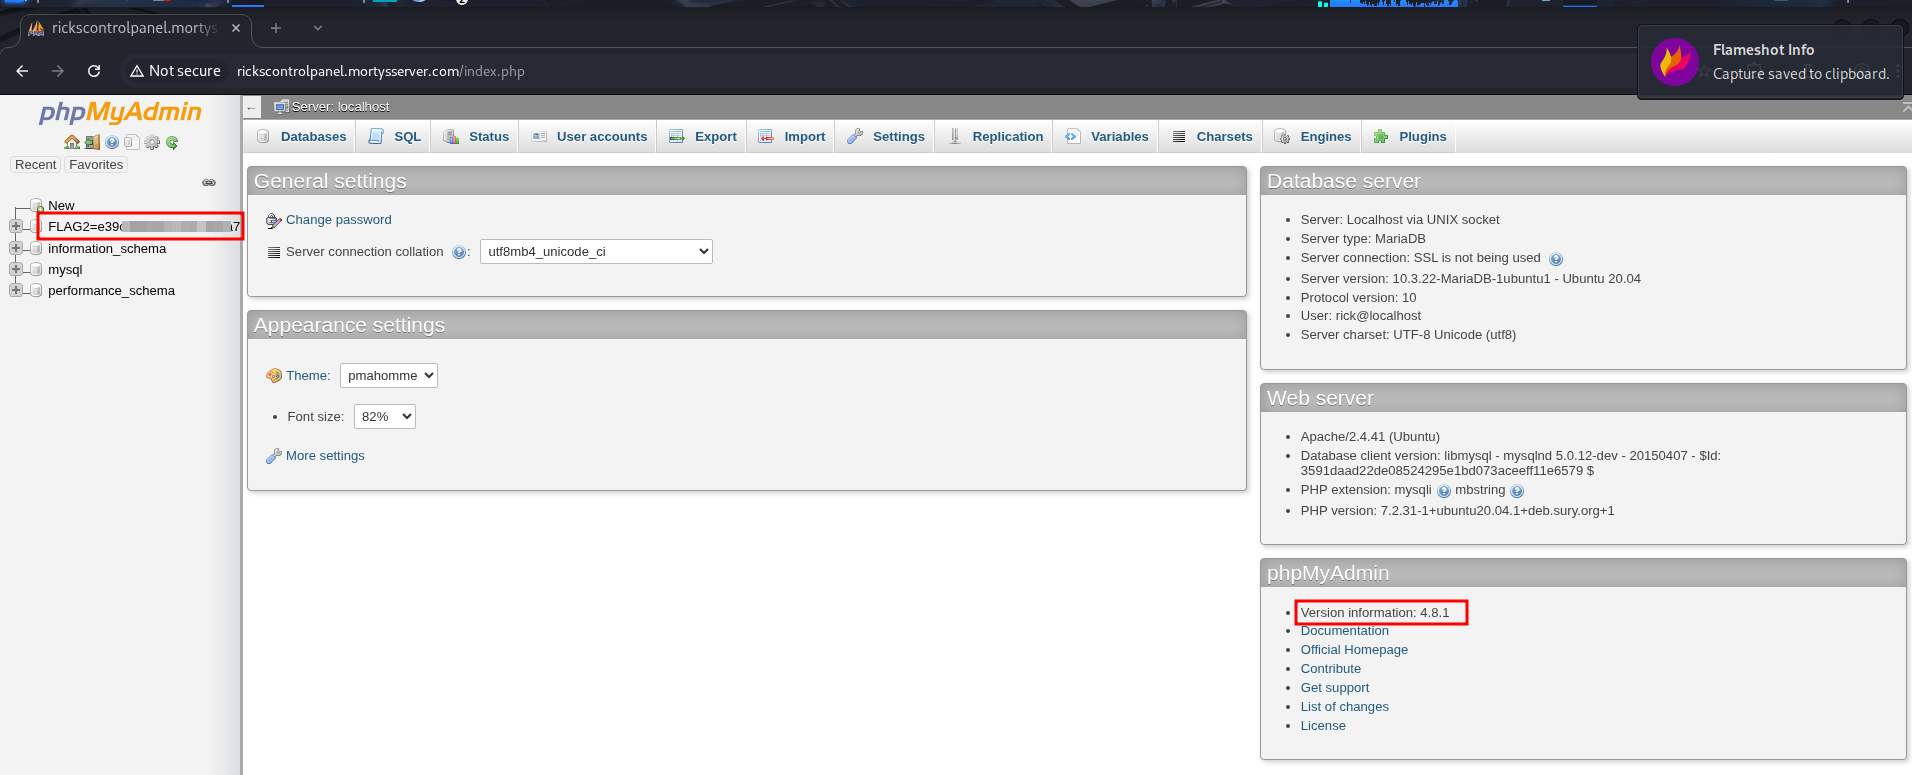 rickscontrolpanel.mortys
Flameshot Info
Capture saved to clipboard.
Not secure
rickscontrolpanel.mortysserver.com/index.php
phpMyAdmin
Recent
Favorites
New
FLAG2=e39
a7
information_schema
mysql
performance_schema
Server: localhost
Databases
SQL
Status
User accounts
Export
Import
Settings
Replication
Variables
Charsets
Engines
Plugins
General settings
Change password
Server connection collation
:
utf8mb4_unicode_ci
Appearance settings
Theme:
pmahomme
Font size:
82%
More settings
Database server
Server: Localhost via UNIX socket
Server type: MariaDB
Server connection: SSL is not being used
Server version: 10.3.22-MariaDB-1ubuntu1 - Ubuntu 20.04
Protocol version: 10
User: rick@localhost
Server charset: UTF-8 Unicode (utf8)
Web server
Apache/2.4.41 (Ubuntu)
Database client version: libmysql - mysqlnd 5.0.12-dev - 20150407 - $Id:
3591daad22de08524295e1bd073aceeff11e6579 $
PHP extension: mysqli
mbstring
PHP version: 7.2.31-1+ubuntu20.04.1+deb.sury.org+1
phpMyAdmin
Version information: 4.8.1
Documentation
Official Homepage
Contribute
Get support
List of changes
License